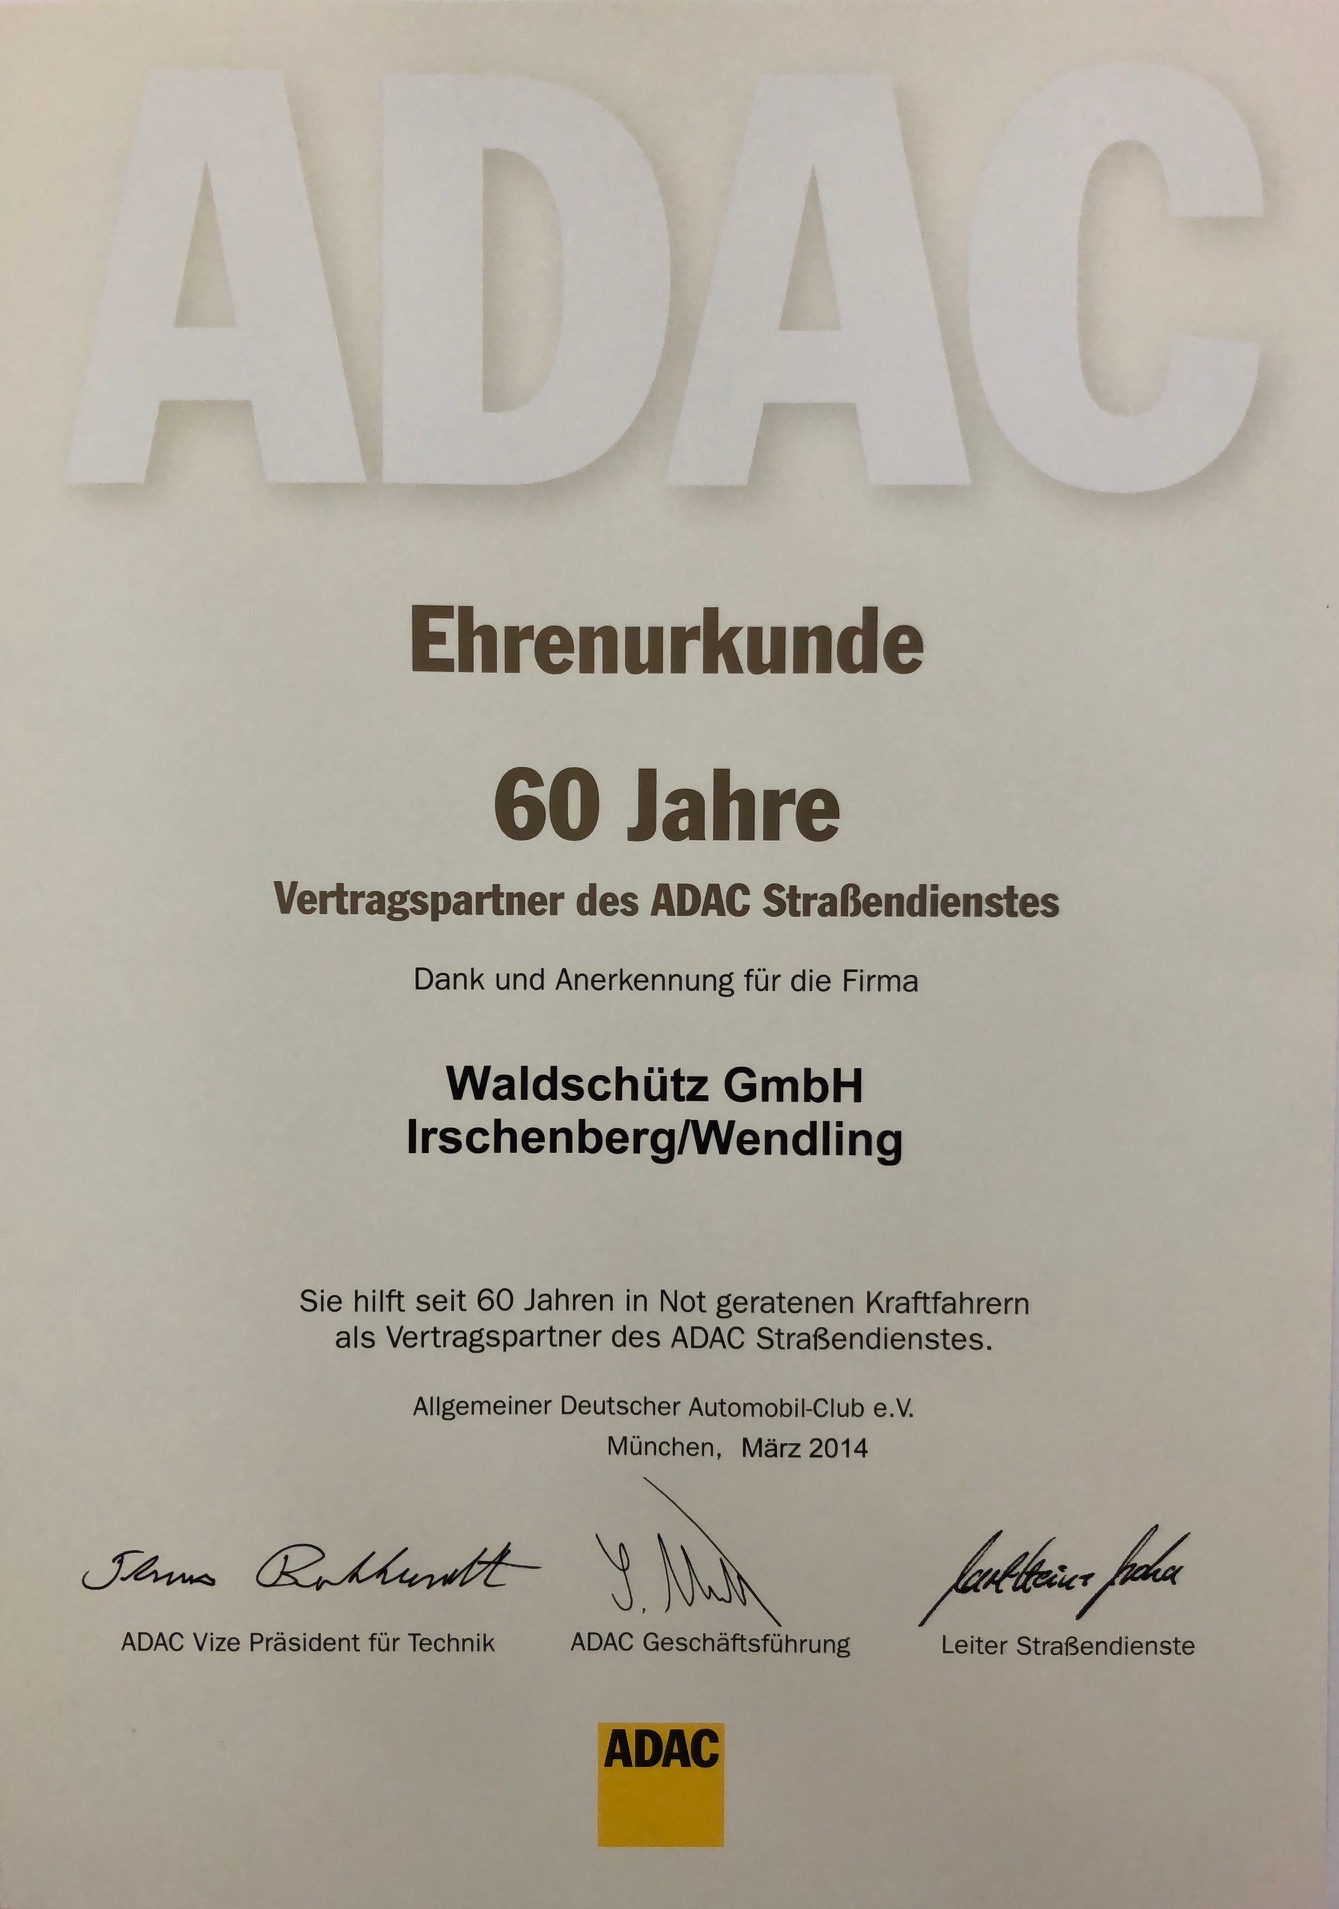 ADAC
Ehrenurkunde
60 Jahre
Vertragspartner des ADAC Straßendienstes
Dank und Anerkennung für die Firma
Waldschütz GmbH
Irschenberg/Wendling
Sie hilft seit 60 Jahren in Not geratenen Kraftfahrern
als Vertragspartner des ADAC Straßendienstes.
Allgemeiner Deutscher Automobil-Club e.V.
München, März 2014
ADAC Vize Präsident für Technik
ADAC Geschäftsführung
Leiter Straßendienste
ADAC